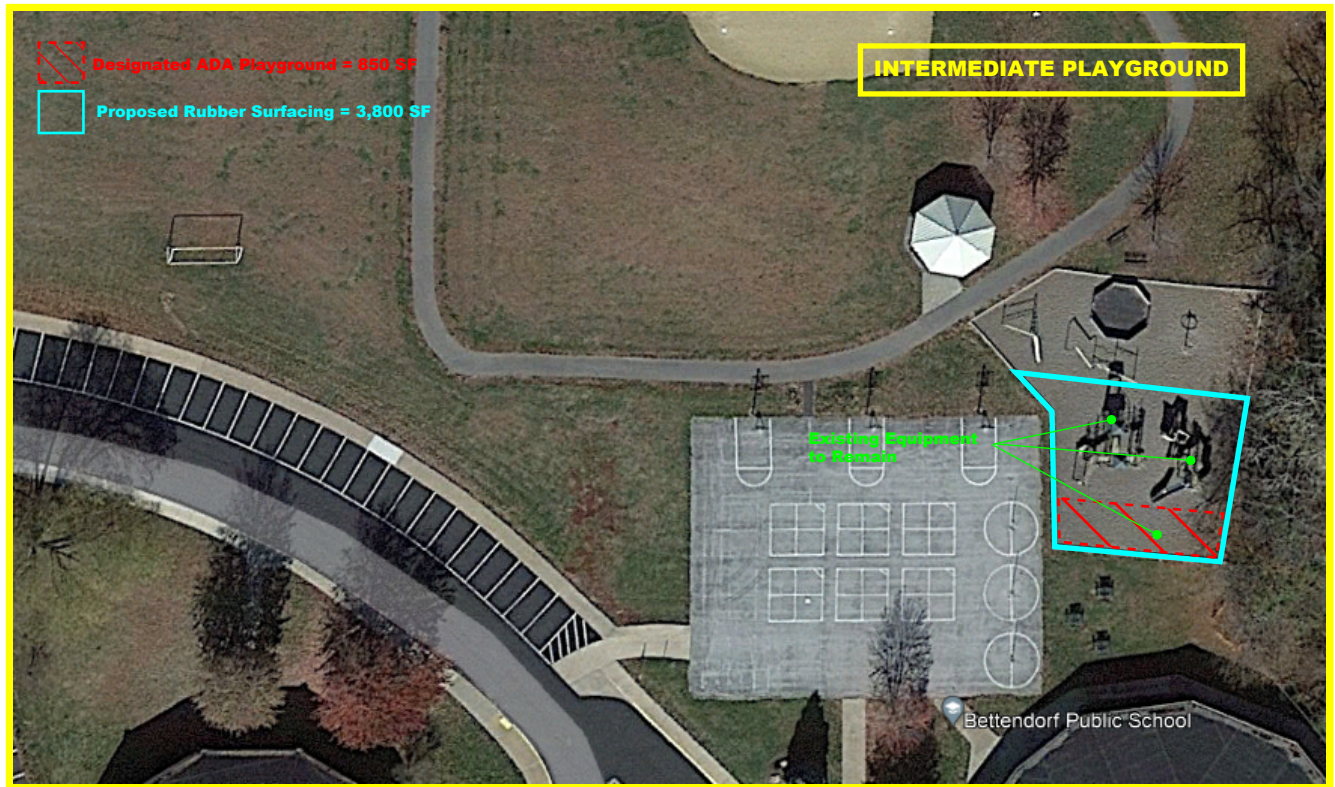 Designated ADA Playground = 850 SF
Proposed Rubber Surfacing = 3,800 SF
INTERMEDIATE PLAYGROUND
Existing Equipment
to Remain
Bettendorf Public School